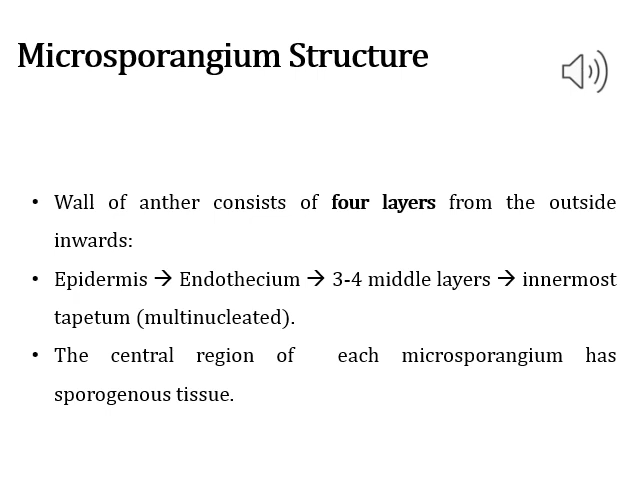 Microsporangium Structure
• Wall of anther consists of four layers from the outside
inwards:
• Epidermis → Endothecium → 3-4 middle layers → innermost
tapetum (multinucleated).
• The central region of each microsporangium has
sporogenous tissue.